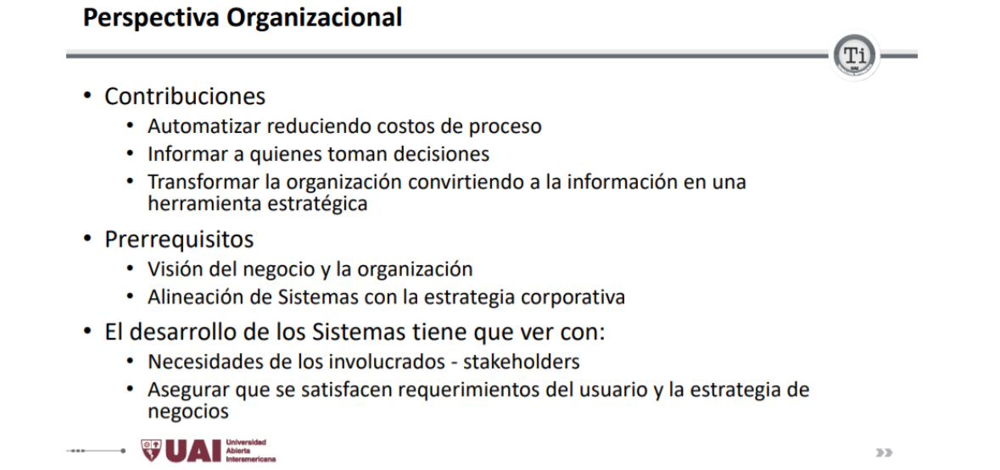 Perspectiva Organizacional
Ti
UAI
• Contribuciones
• Automatizar reduciendo costos de proceso
• Informar a quienes toman decisiones
• Transformar la organización convirtiendo a la información en una
herramienta estratégica
• Prerrequisitos
• Visión del negocio y la organización
• Alineación de Sistemas con la estrategia corporativa
• El desarrollo de los Sistemas tiene que ver con:
• Necesidades de los involucrados - stakeholders
• Asegurar que se satisfacen requerimientos del usuario y la estrategia de
negocios
UAI
Universidad
Abierta
Interamericana